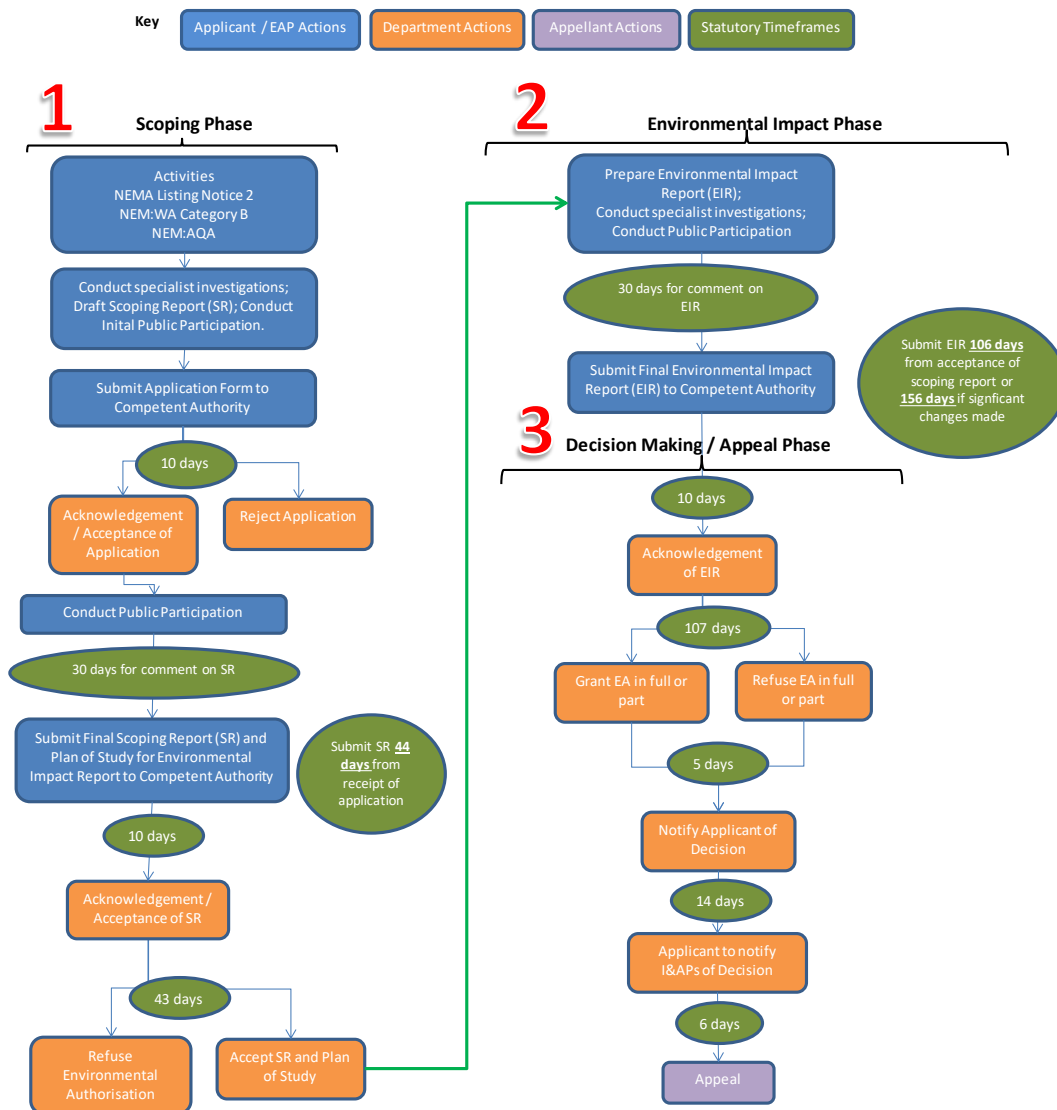 Key
Applicant / EAP Actions
Department Actions
Appellant Actions
Statutory Timeframes
1
Scoping Phase
Activities
NEMA Listing Notice 2
NEM:WA Category B
NEM:AQA
Conduct specialist investigations;
Draft Scoping Report (SR); Conduct
Inital Public Participation.
Submit Application Form to
Competent Authority
10 days
Acknowledgement
/ Acceptance of
Application
Reject Application
Conduct Public Participation
30 days for comment on SR
Submit Final Scoping Report (SR) and
Plan of Study for Environmental
Impact Report to Competent Authority
Submit SR 44
days from
receipt of
application
10 days
Acknowledgement /
Acceptance of SR
43 days
Refuse
Environmental
Authorisation
Accept SR and Plan
of Study
2
Environmental Impact Phase
Prepare Environmental Impact
Report (EIR);
Conduct specialist investigations;
Conduct Public Participation
30 days for comment on
EIR
Submit Final Environmental Impact
Report (EIR) to Competent Authority
Submit EIR 106 days
from acceptance of
scoping report or
156 days if signficant
changes made
3
Decision Making / Appeal Phase
10 days
Acknowledgement
of EIR
107 days
Grant EA in full or
part
Refuse EA in full
or part
5 days
Notify Applicant of
Decision
14 days
Applicant to notify
I&APs of Decision
6 days
Appeal